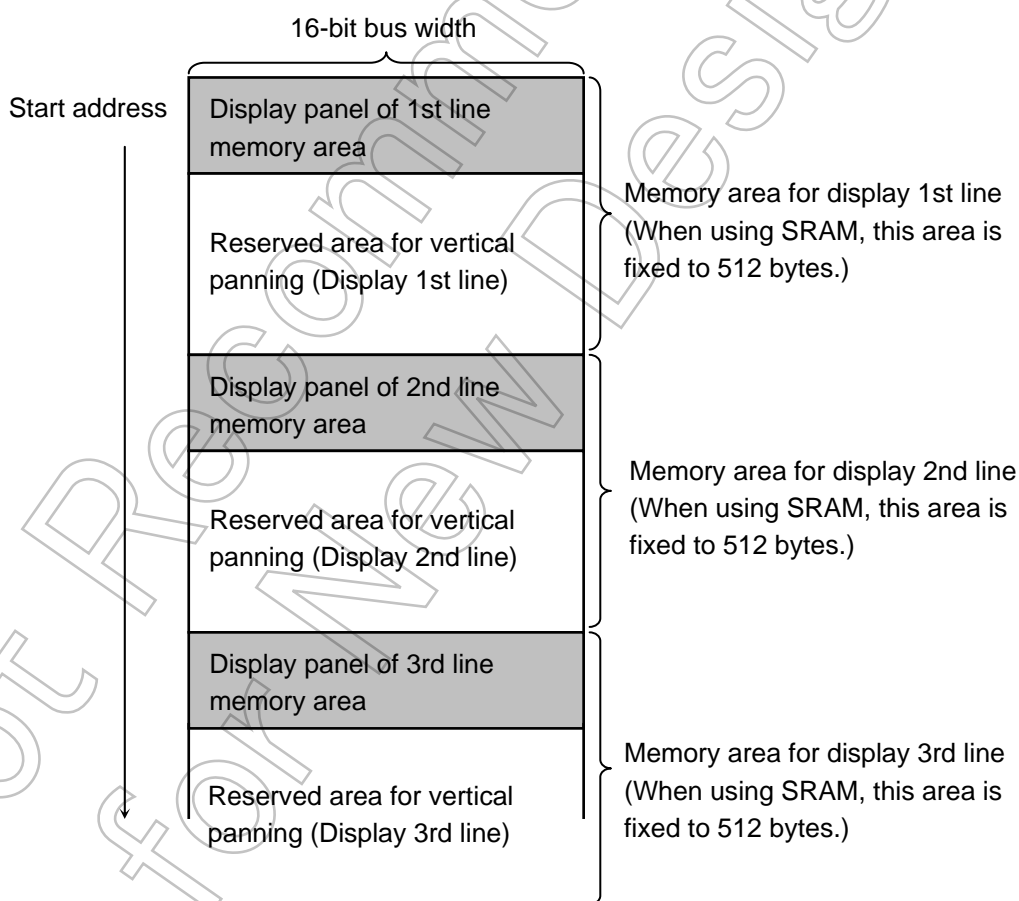 16-bit bus width
Start address
Display panel of 1st line
memory area
Reserved area for vertical
panning (Display 1st line)
Memory area for display 1st line
(When using SRAM, this area is
fixed to 512 bytes.)
Display panel of 2nd line
memory area
Reserved area for vertical
panning (Display 2nd line)
Memory area for display 2nd line
(When using SRAM, this area is
fixed to 512 bytes.)
Display panel of 3rd line
memory area
Reserved area for vertical
panning (Display 3rd line)
Memory area for display 3rd line
(When using SRAM, this area is
fixed to 512 bytes.)
for New